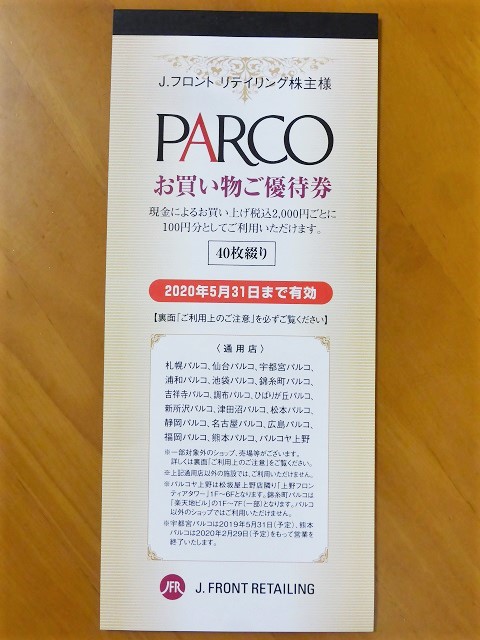 J.フロント リテイリング株主様
PARCO
お買い物ご優待券
現金によるお買い上げ税込2,000円ごとに
100円分としてご利用いただけます。
40枚綴り
2020年5月31日まで有効
【裏面「ご利用上のご注意」を必ずご覧ください】
〈通用店〉
札幌パルコ、仙台パルコ、宇都宮パルコ、
浦和パルコ、池袋パルコ、錦糸町パルコ、
吉祥寺パルコ、調布パルコ、ひばりが丘パルコ、
新所沢パルコ、津田沼パルコ、松本パルコ、
静岡パルコ、名古屋パルコ、広島パルコ、
福岡パルコ、熊本パルコ、パルコヤ上野
※一部対象外のショップ、売場等がございます。
詳しくは裏面「ご利用上のご注意」をご覧ください。
※上記通用店以外の施設では、ご利用いただけません。
※パルコヤ上野は松坂屋上野店隣り「上野フロン
ティアタワー」1F〜6Fとなります。錦糸町パルコは
「楽天地ビル」の1F〜7F(一部)となります。パルコ
以外のショップではご利用いただけません。
※宇都宮パルコは2019年5月31日(予定)、熊本
パルコは2020年2月29日(予定)をもって営業を
終了いたします。
JFR J. FRONT RETAILING